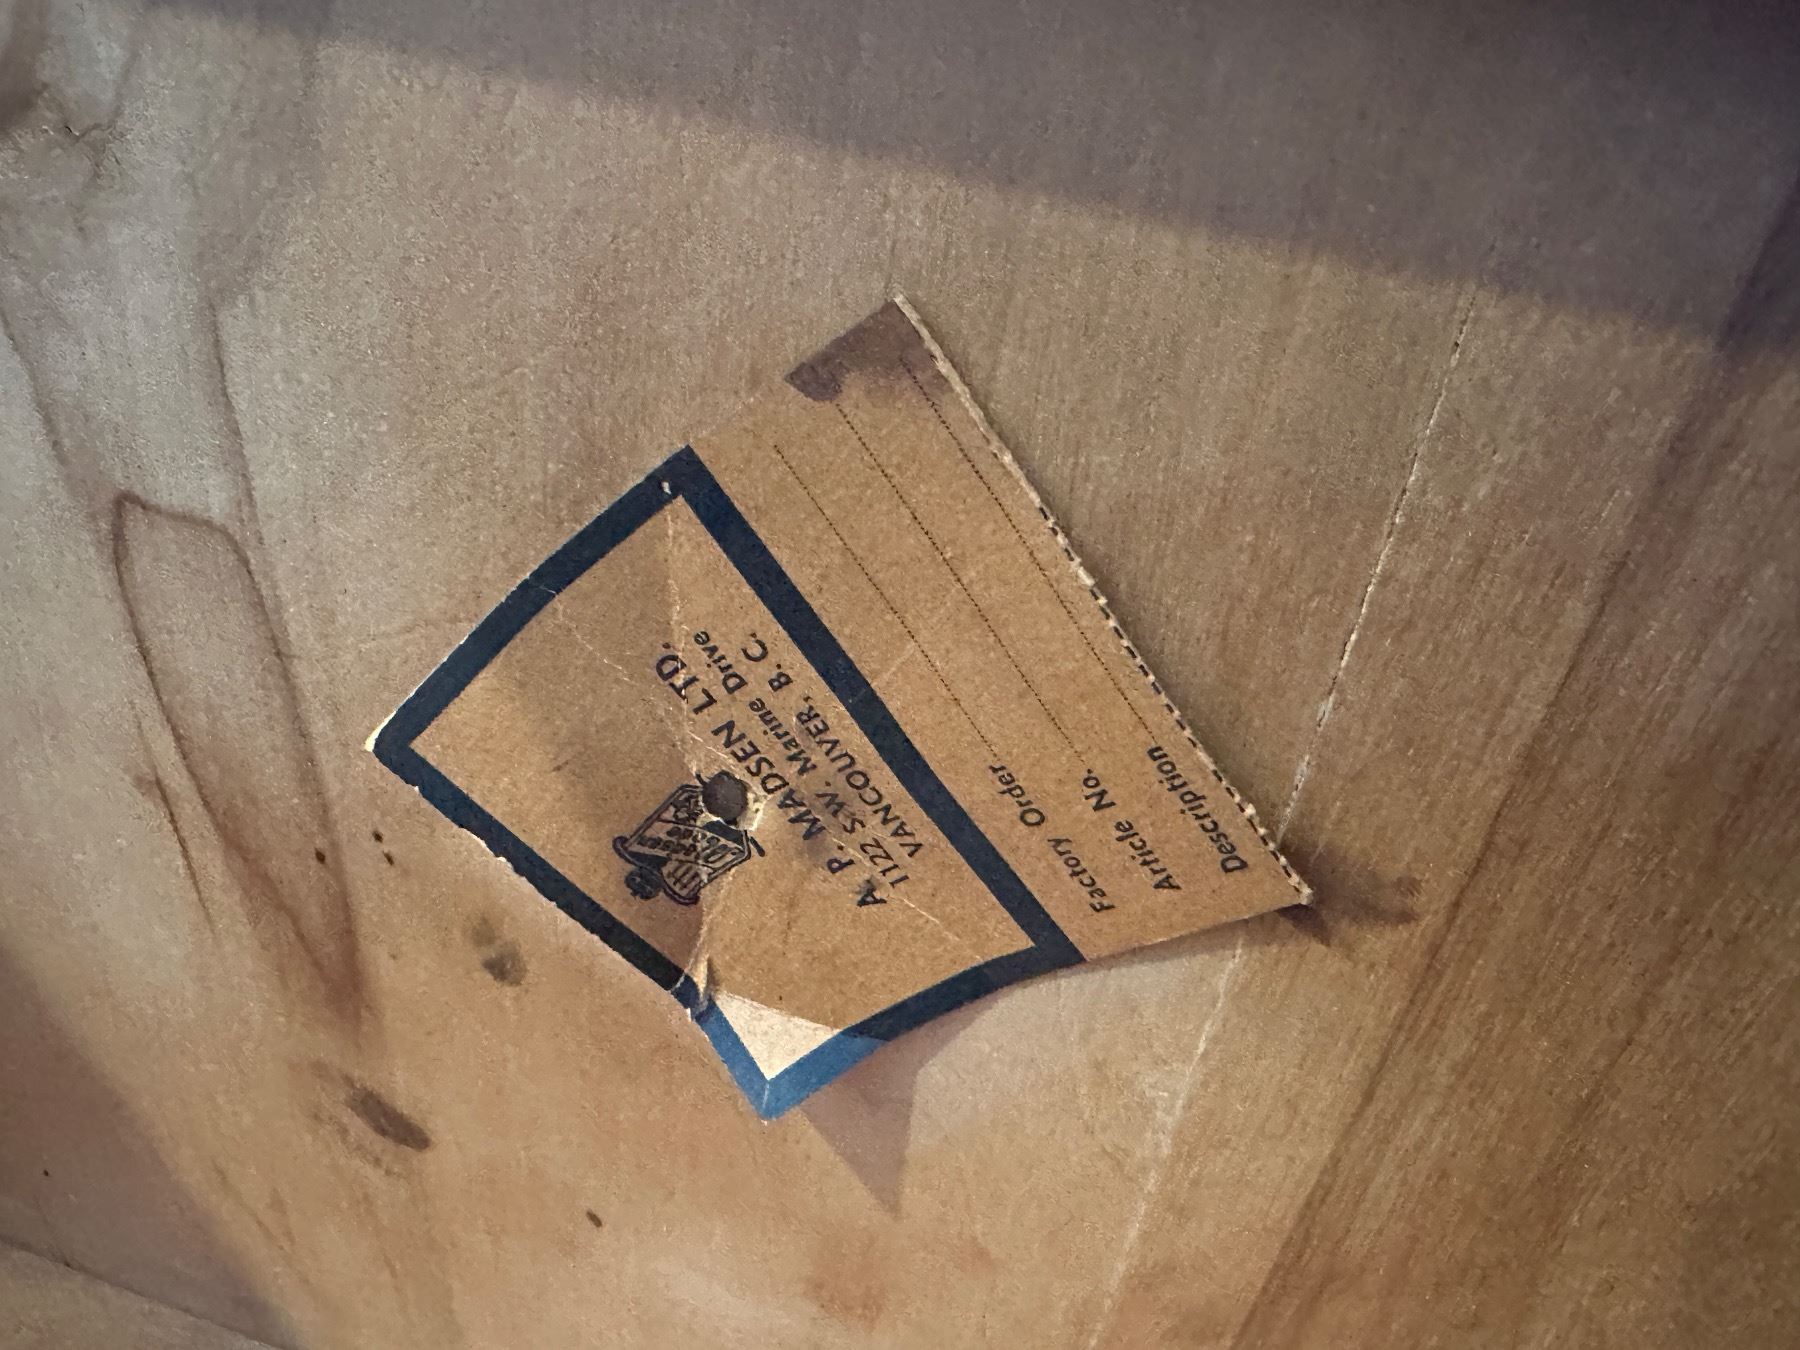 A. P. MADSEN LTD.
1122 S.W. Marine Drive
VANCOUVER, B. C.
Factory Order
Article No.
Description